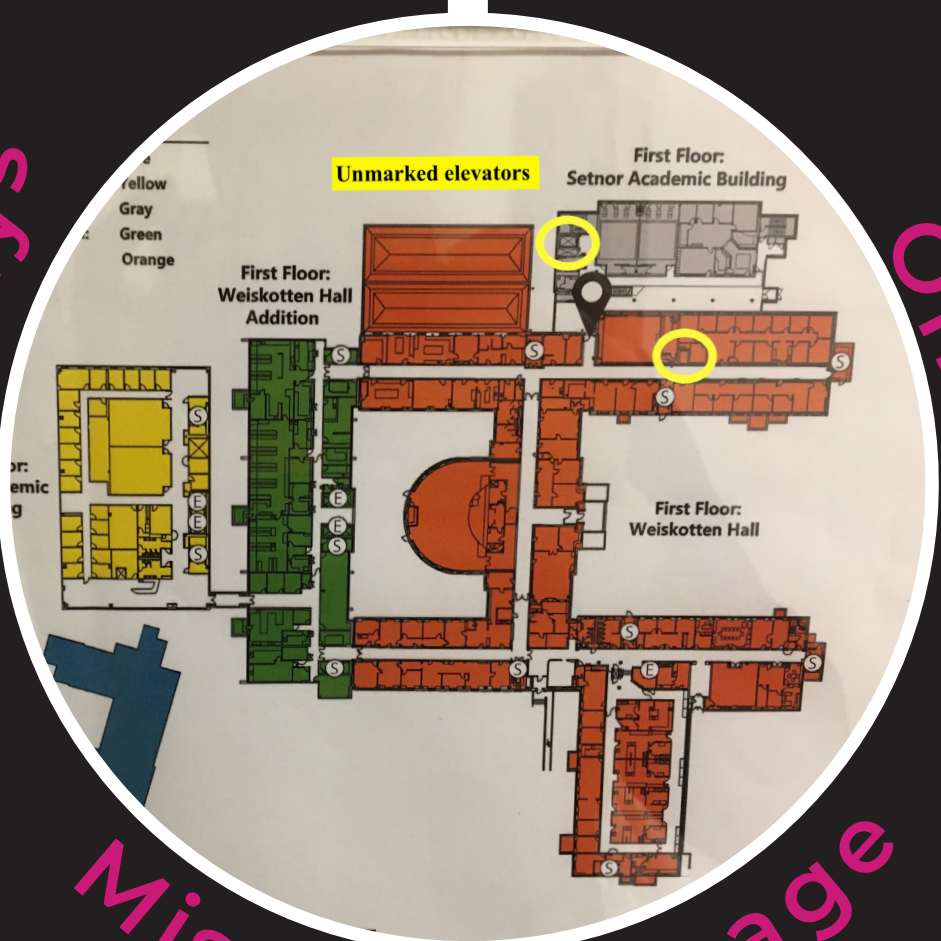 Unmarked elevators
First Floor:
Setnor Academic Building
Yellow
Gray
Green
Orange
First Floor:
Weiskotten Hall
Addition
S
S
S
S
S
E
E
E
E
S
S
First Floor:
Weiskotten Hall
S
S
S
E
S
S